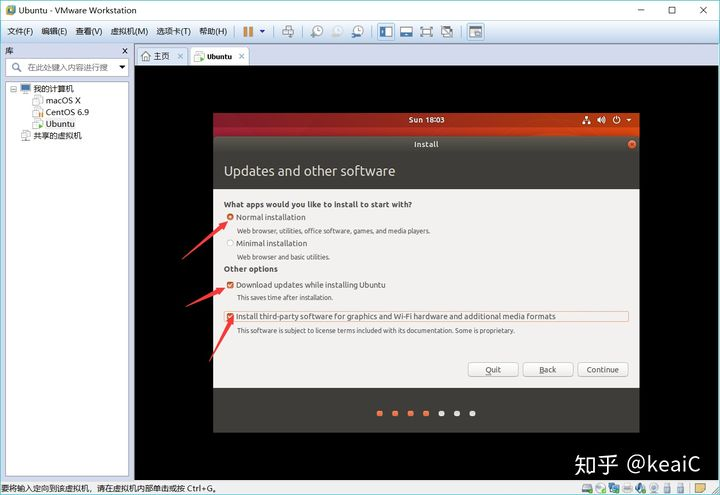 Ubuntu - VMware Workstation
文件(F) 编辑(E) 查看(V) 虚拟机(M) 选项卡(T) 帮助(H)
库
在此处键入内容进行搜
我的计算机
macOS X
CentOS 6.9
Ubuntu
共享的虚拟机
主页
Ubuntu
Sun 18:03
Install
Updates and other software
What apps would you like to install to start with?
Normal installation
Web browser, utilities, office software, games, and media players.
Minimal installation
Web browser and basic utilities.
Other options
Download updates while installing Ubuntu
This saves time after installation.
Install third-party software for graphics and Wi-Fi hardware and additional media formats
This software is subject to license terms included with its documentation. Some is proprietary.
Quit Back Continue
知乎 @keaiC
要将输入定向到该虚拟机，请在虚拟机内部单击或按 Ctrl+G。